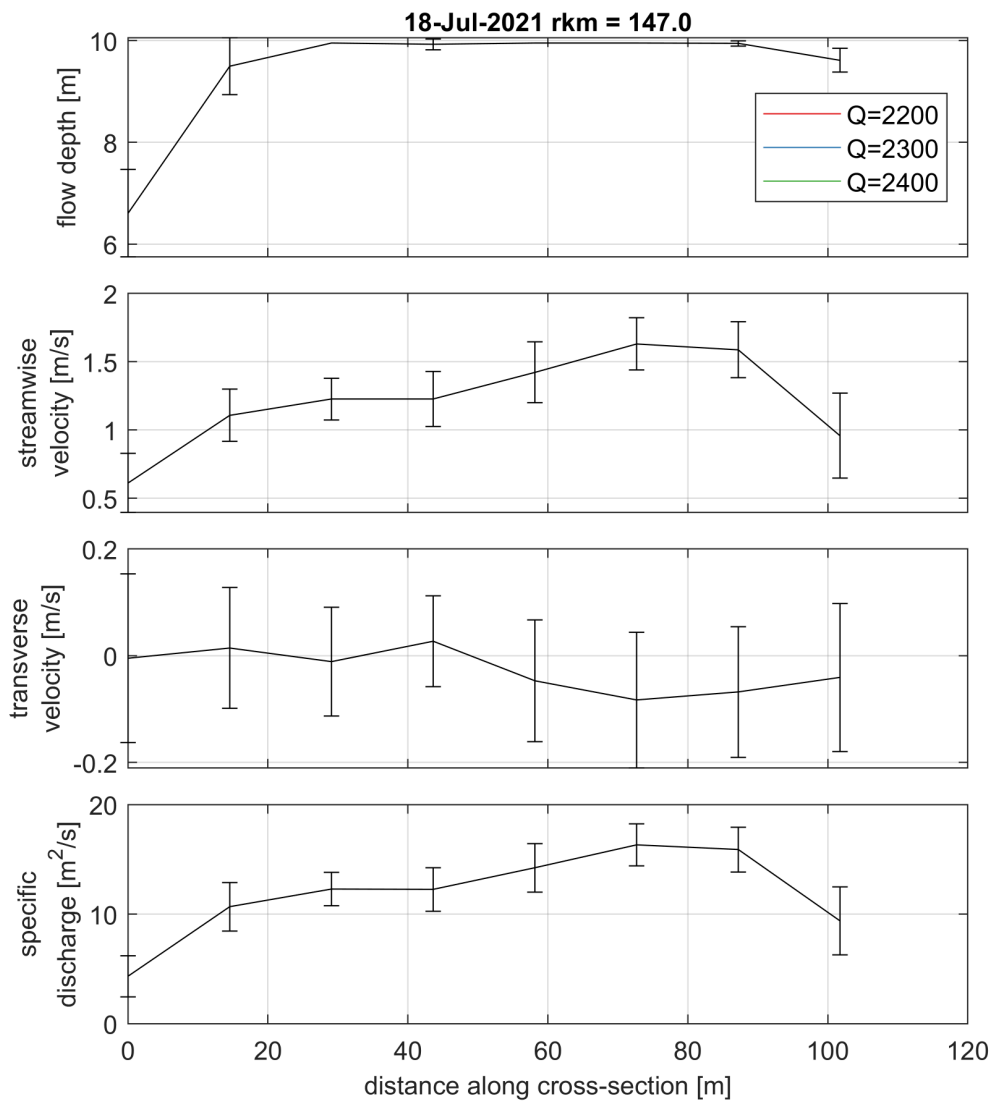 18-Jul-2021 rkm = 147.0
10
8
6
flow depth [m]
Q=2200
Q=2300
Q=2400
2
1.5
1
0.5
streamwise
velocity [m/s]
0.2
0
-0.2
transverse
velocity [m/s]
20
10
0
specific
discharge [m²/s]
0 20 40 60 80 100 120
distance along cross-section [m]